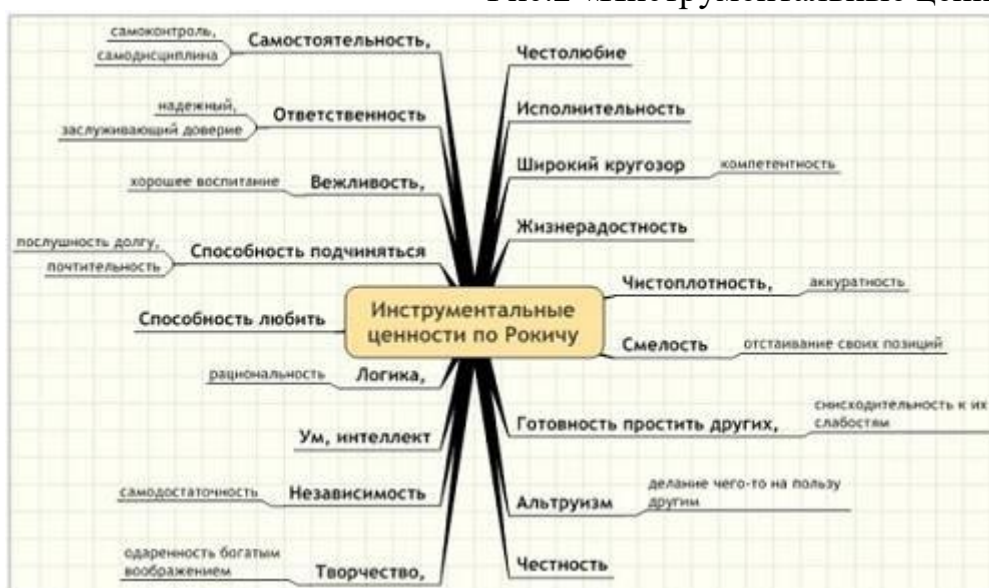 Рис.2 «Инструментальные
самоконтроль,
самодисциплина
Самостоятельность,
надежный,
заслуживающий доверие
Ответственность
хорошее воспитание
Вежливость,
послушность долгу,
почтительность
Способность подчиняться
Способность любить
рациональность
Логика,
Ум, интеллект
самодостаточность
Независимость
одаренность богатым
воображением
Творчество,
Инструментальные
ценности по Рокичу
Честолюбие
Исполнительность
Широкий кругозор
компетентность
Жизнерадостность
Чистоплотность,
аккуратность
Смелость
отстаивание своих позиций
Готовность простить других,
снисходительность к их
слабостям
Альтруизм
делание чего-то на пользу
другим
Честность